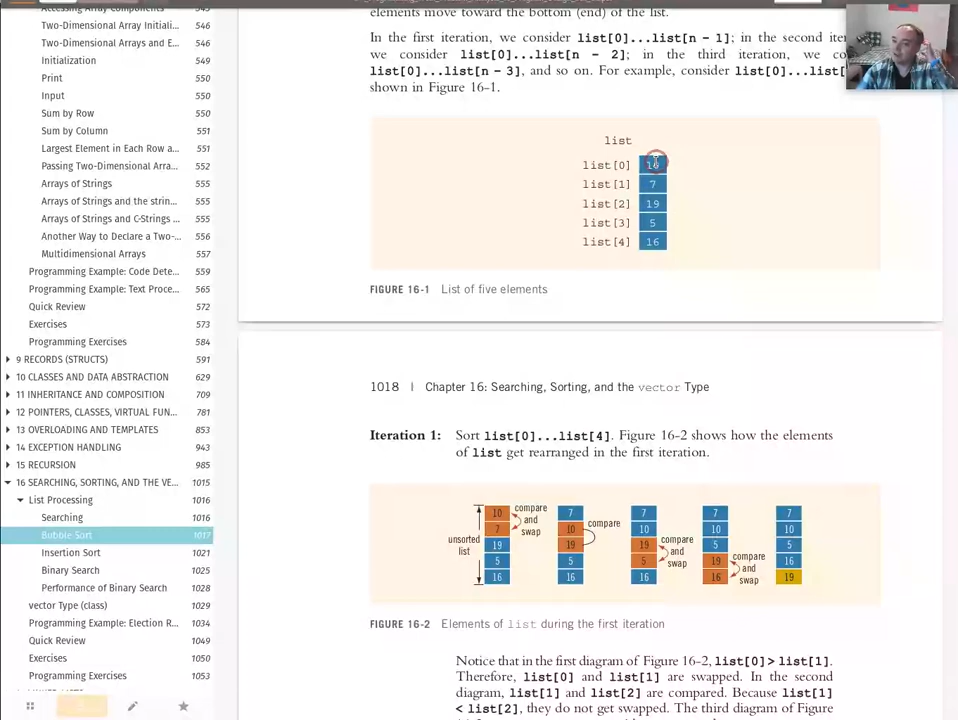 Accessing Array Components 545
Two-Dimensional Array Initiali... 546
Two-Dimensional Arrays and E... 546
Initialization 549
Print 550
Input 550
Sum by Row 550
Sum by Column 551
Largest Element in Each Row a... 551
Passing Two-Dimensional Arra... 552
Arrays of Strings 555
Arrays of Strings and the strin... 555
Arrays of Strings and C-Strings ... 555
Another Way to Declare a Two-... 556
Multidimensional Arrays 557
Programming Example: Code Dete... 559
Programming Example: Text Proce... 565
Quick Review 572
Exercises 573
Programming Exercises 584
9 RECORDS (STRUCTS) 591
10 CLASSES AND DATA ABSTRACTION 629
11 INHERITANCE AND COMPOSITION 709
12 POINTERS, CLASSES, VIRTUAL FUN... 781
13 OVERLOADING AND TEMPLATES 853
14 EXCEPTION HANDLING 943
15 RECURSION 985
16 SEARCHING, SORTING, AND THE VE... 1015
List Processing 1016
Searching 1016
Bubble Sort 1017
Insertion Sort 1021
Binary Search 1025
Performance of Binary Search 1028
vector Type (class) 1029
Programming Example: Election R... 1034
Quick Review 1049
Exercises 1050
Programming Exercises 1053
elements move toward the bottom (end) of the list.
In the first iteration, we consider list[0]...list[n - 1]; in the second
we consider list[0]...list[n - 2]; in the third iteration, we
list[0]...list[n - 3], and so on. For example, consider list[0]...list[
shown in Figure 16-1.
list
list[0] 10
list[1] 7
list[2] 19
list[3] 5
list[4] 16
FIGURE 16-1 List of five elements
1018 | Chapter 16: Searching, Sorting, and the vector Type
Iteration 1: Sort list[0]...list[4]. Figure 16-2 shows how the elements
of list get rearranged in the first iteration.
unsorted
list
10
7
19
5
16
compare
and
swap
7
10
19
5
16
compare
7
10
19
5
16
compare
and
swap
7
10
5
19
16
compare
and
swap
7
10
5
16
19
FIGURE 16-2 Elements of list during the first iteration
Notice that in the first diagram of Figure 16-2, list[0] > list[1].
Therefore, list[0] and list[1] are swapped. In the second
diagram, list[1] and list[2] are compared. Because list[1]
< list[2], they do not get swapped. The third diagram of Figure